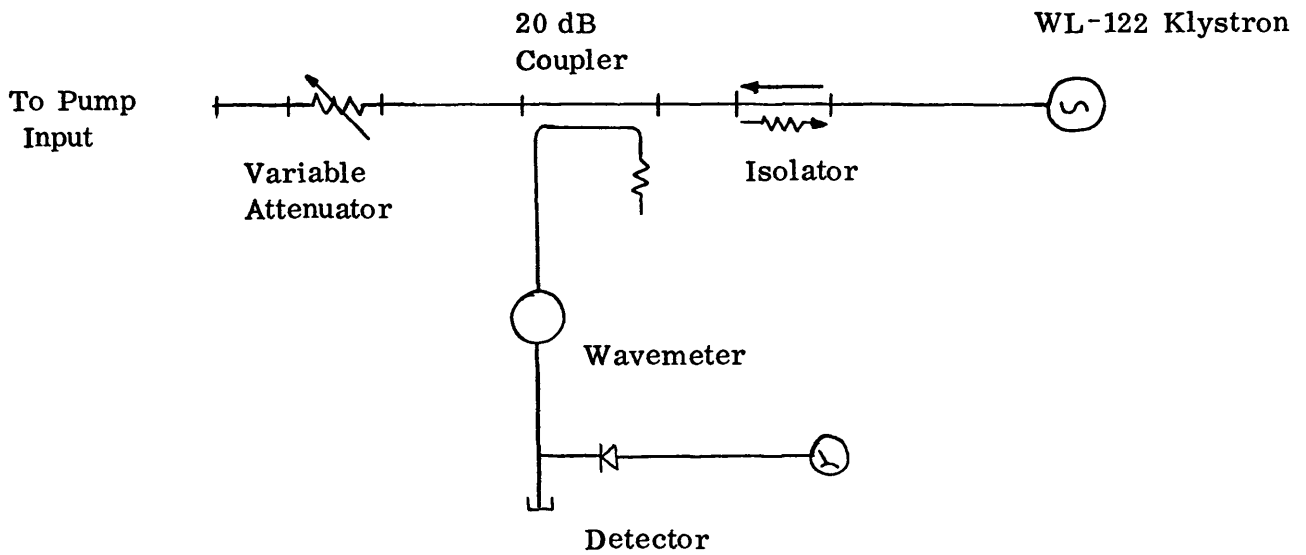 20 dB
Coupler
WL-122 Klystron
To Pump
Input
Variable
Attenuator
Isolator
Wavemeter
Detector